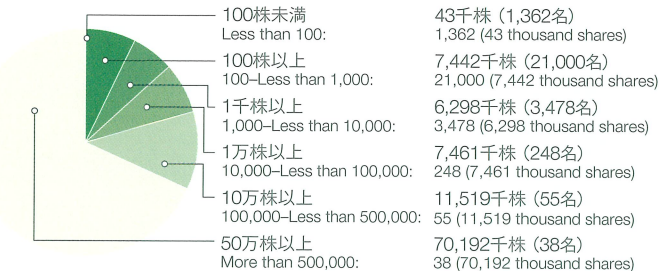 100株未満 43千株 (1,362名)
Less than 100: 1,362 (43 thousand shares)
100株以上 7,442千株 (21,000名)
100–Less than 1,000: 21,000 (7,442 thousand shares)
1千株以上 6,298千株 (3,478名)
1,000–Less than 10,000: 3,478 (6,298 thousand shares)
1万株以上 7,461千株 (248名)
10,000–Less than 100,000: 248 (7,461 thousand shares)
10万株以上 11,519千株 (55名)
100,000–Less than 500,000: 55 (11,519 thousand shares)
50万株以上 70,192千株 (38名)
More than 500,000: 38 (70,192 thousand shares)